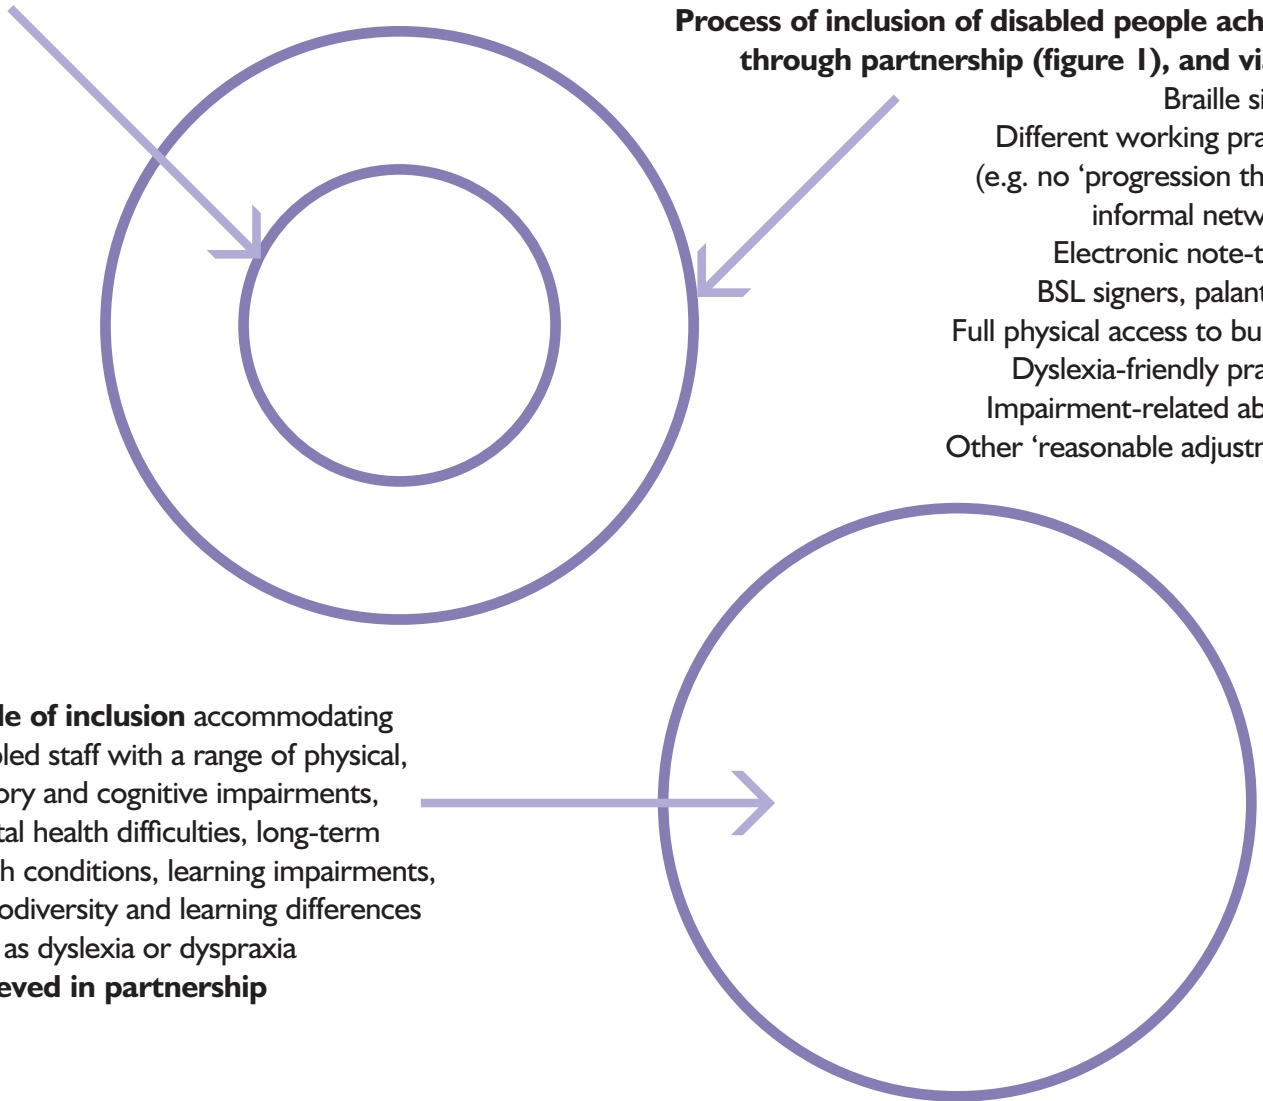 Process of inclusion of disabled people ach
through partnership (figure 1), and vi
Braille si
Different working pra
(e.g. no ‘progression th
informal netw
Electronic note-t
BSL signers, palant
Full physical access to bu
Dyslexia-friendly pra
Impairment-related ab
Other ‘reasonable adjustm
le of inclusion accommodating
bled staff with a range of physical,
ory and cognitive impairments,
tal health difficulties, long-term
h conditions, learning impairments,
odiversity and learning differences
as dyslexia or dyspraxia
eved in partnership